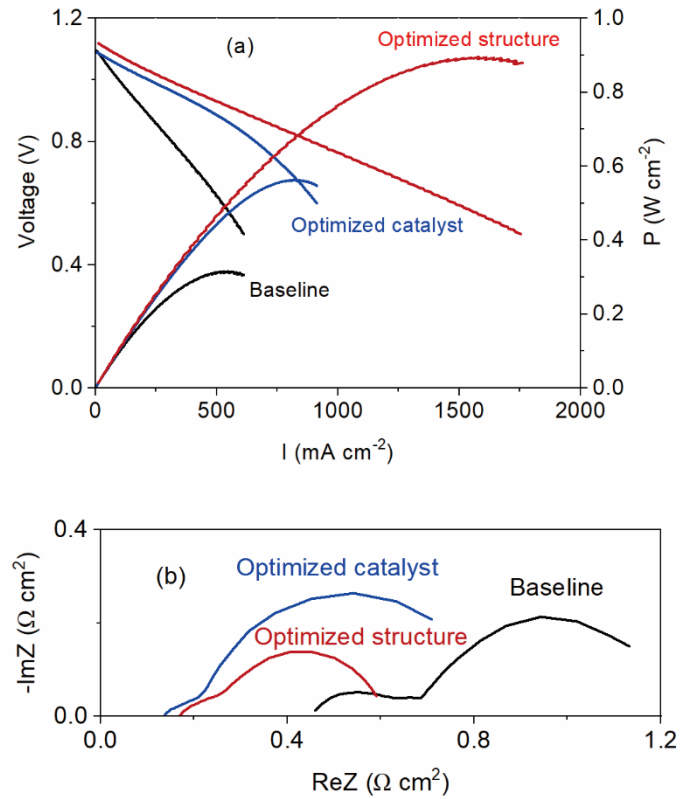 (a)
Optimized structure
Optimized catalyst
Baseline
Voltage (V)
1.2
0.8
0.4
0.0
P (W cm⁻²)
1.0
0.8
0.6
0.4
0.2
0.0
0 500 1000 1500 2000
I (mA cm⁻²)
(b)
Optimized catalyst
Baseline
Optimized structure
-ImZ (Ω cm²)
0.4
0.0
0.0 0.4 0.8 1.2
ReZ (Ω cm²)